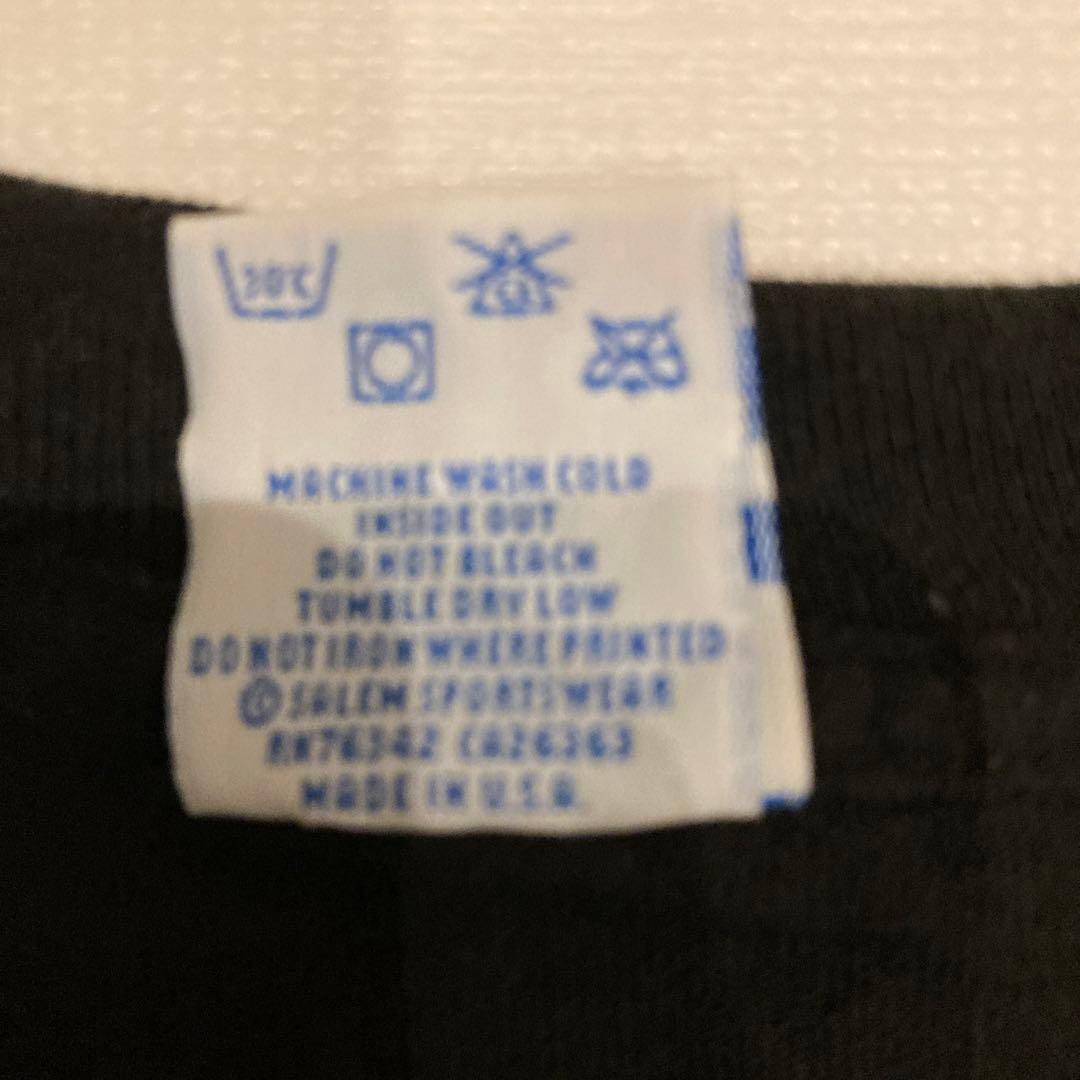 30°C
MACHINE WASH COLD
INSIDE OUT
DO NOT BLEACH
TUMBLE DRY LOW
DO NOT IRON WHERE PRINTED
© SALEM SPORTSWEAR
RN76342 CA26363
MADE IN U.S.A.